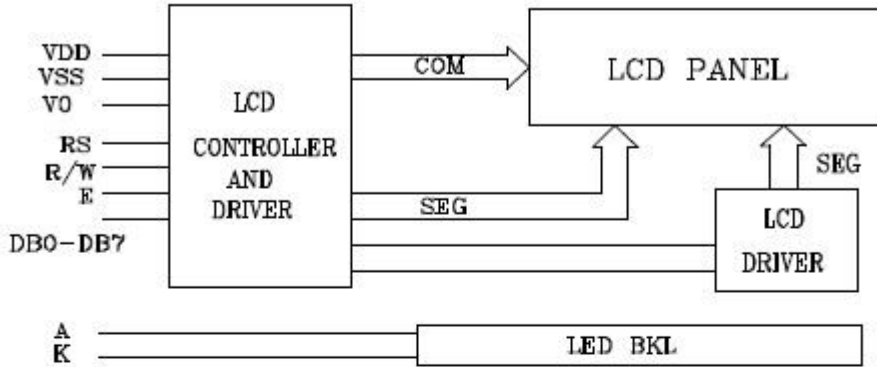 VDD
VSS
V0
RS
R/W
E
DB0-DB7
LCD
CONTROLLER
AND
DRIVER
COM
SEG
LCD PANEL
SEG
LCD
DRIVER
A
K
LED BKL